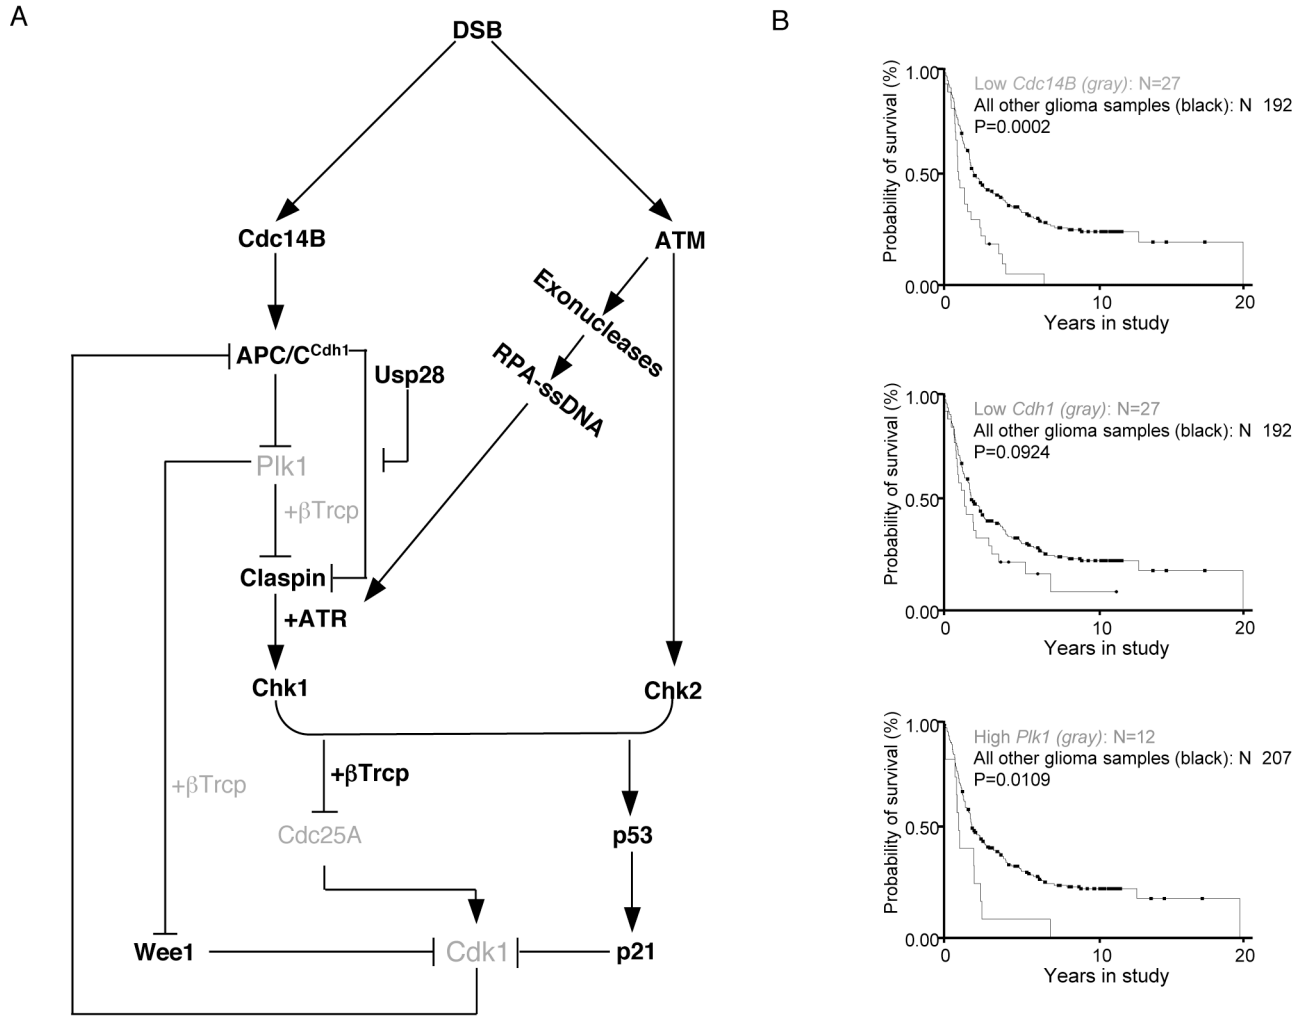 A
DSB
Cdc14B
ATM
Exonucleases
RPA-ssDNA
APC/C^Cdh1
Usp28
Plk1
+βTrcp
Claspin
+ATR
Chk1
Chk2
+βTrcp
+βTrcp
Cdc25A
p53
Wee1
Cdk1
p21
B
Probability of survival (%)
1.00
0.50
0.00
Low Cdc14B (gray): N=27
All other glioma samples (black): N 192
P=0.0002
0 10 20
Years in study
Probability of survival (%)
1.00
0.50
0.00
Low Cdh1 (gray): N=27
All other glioma samples (black): N 192
P=0.0924
0 10 20
Years in study
Probability of survival (%)
1.00
0.50
0.00
High Plk1 (gray): N=12
All other glioma samples (black): N 207
P=0.0109
0 10 20
Years in study